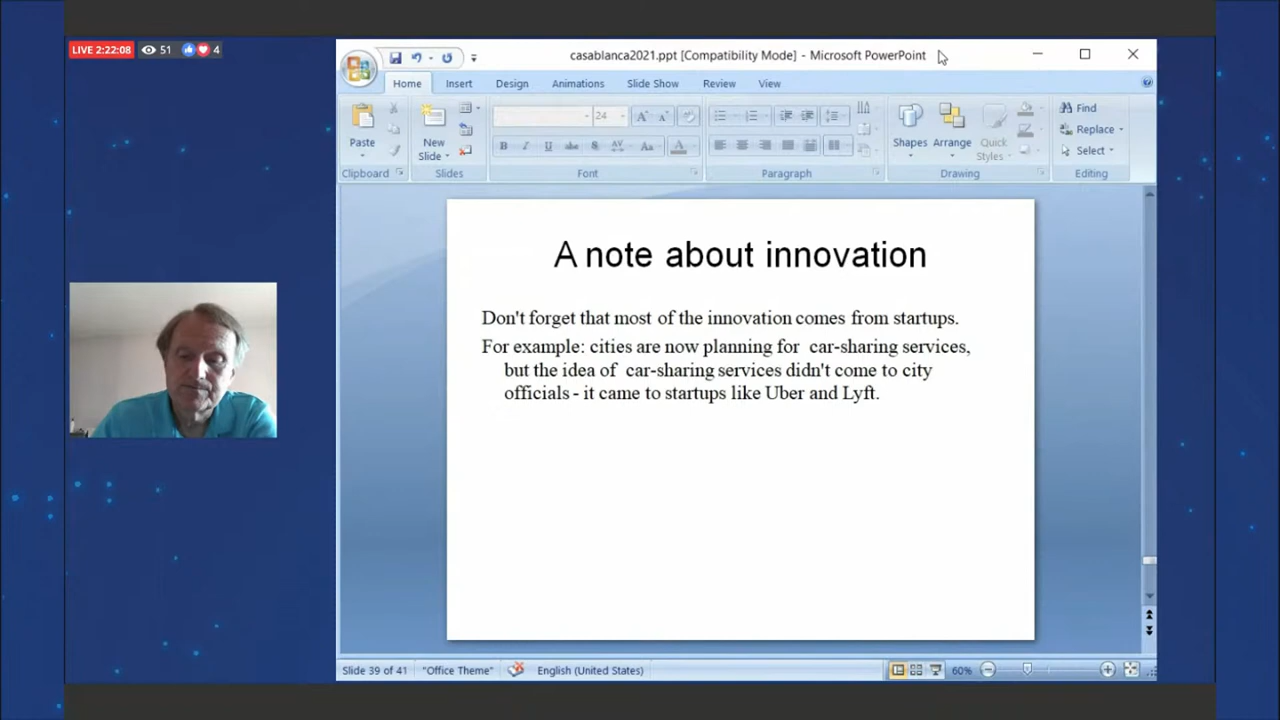 LIVE 2:22:08 51 4
casablanca2021.ppt [Compatibility Mode] - Microsoft PowerPoint
Home Insert Design Animations Slide Show Review View
Paste
New
Slide
24
B I U abc S AV Aa A
Shapes Arrange Quick
Styles
Find
Replace
Select
Clipboard Slides Font Paragraph Drawing Editing
A note about innovation
Don't forget that most of the innovation comes from startups.
For example: cities are now planning for car-sharing services,
but the idea of car-sharing services didn't come to city
officials - it came to startups like Uber and Lyft.
Slide 39 of 41 "Office Theme" English (United States) 60%